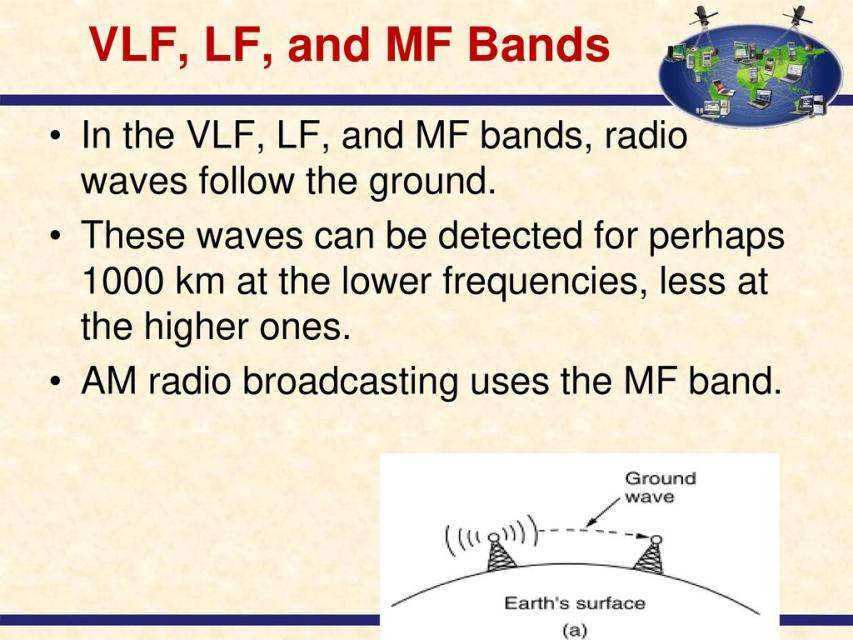 VLF, LF, and MF Bands
• In the VLF, LF, and MF bands, radio
waves follow the ground.
• These waves can be detected for perhaps
1000 km at the lower frequencies, less at
the higher ones.
• AM radio broadcasting uses the MF band.
Ground
wave
Earth's surface
(a)